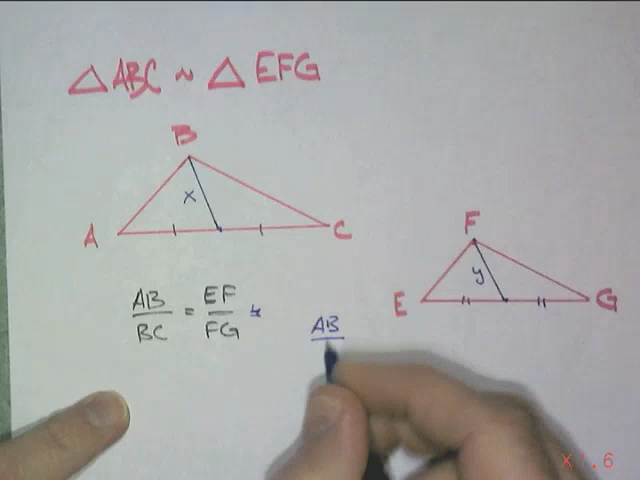 △ABC ~ △EFG
B
x
A
C
F
y
E
G
AB/BC = EF/FG
AB